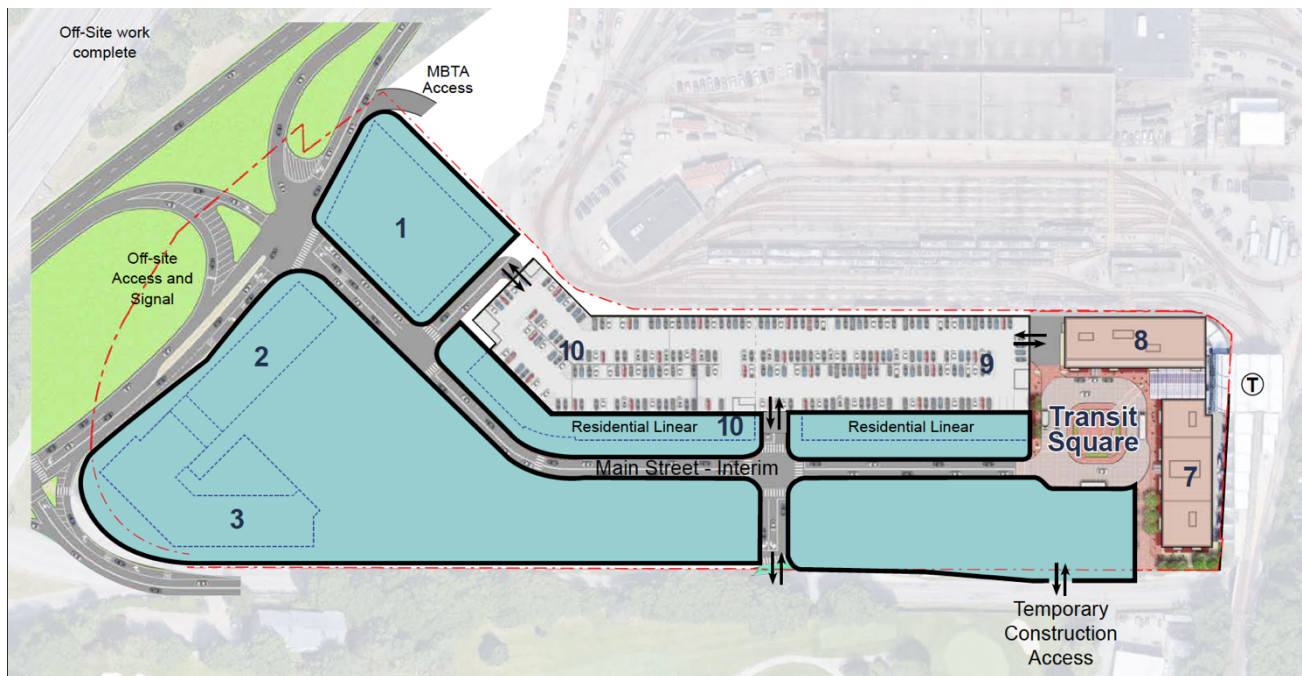 Off-Site work
complete
MBTA
Access
1
Off-site
Access and
Signal
2
3
10
9
8
T
Transit
Square
7
Residential Linear
10
Residential Linear
Main Street - Interim
Temporary
Construction
Access